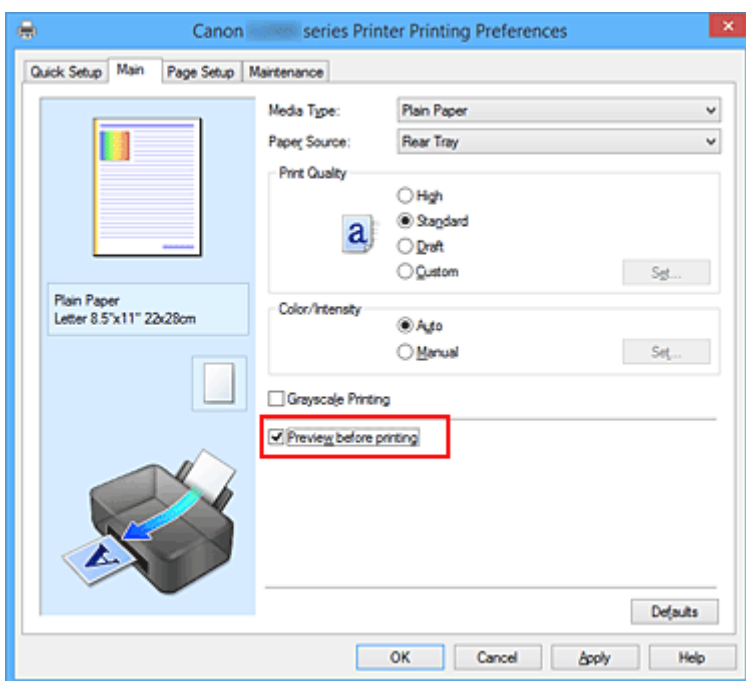 Canon series Printer Printing Preferences
Quick Setup Main Page Setup Maintenance
Media Type: Plain Paper
Paper Source: Rear Tray
Print Quality
High
a Standard
Draft
Custom Set...
Plain Paper
Letter 8.5"x11" 22x28cm
Color/Intensity
Auto
Manual Set...
Grayscale Printing
Preview before printing
A
Defaults
OK Cancel Apply Help